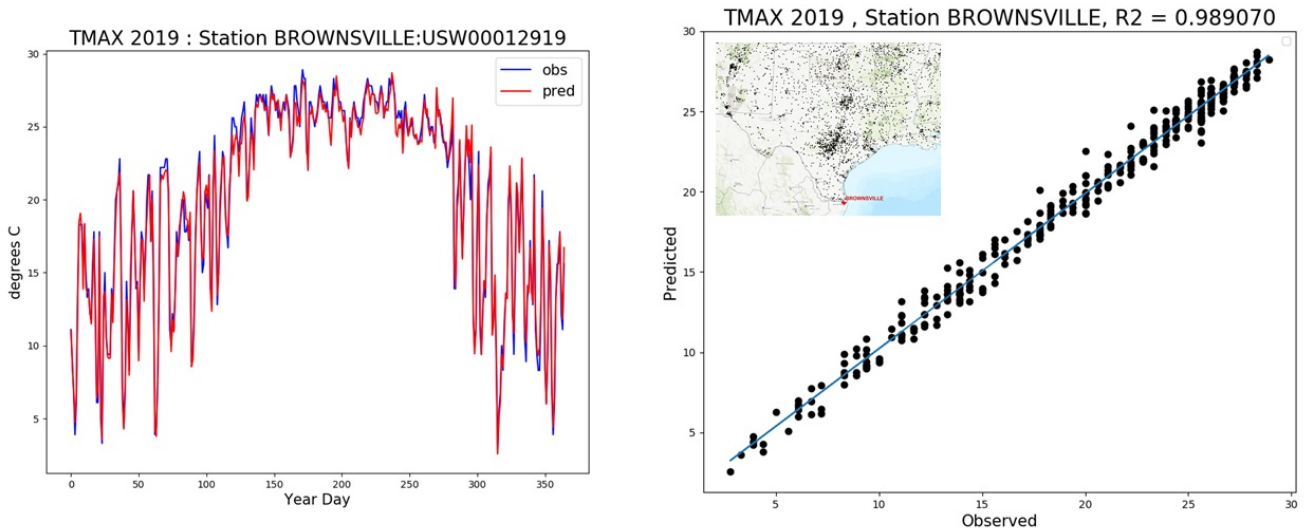 TMAX 2019 : Station BROWNSVILLE:USW00012919
30
25
20
15
10
5
degrees C
obs
pred
0
50
100
150
200
250
300
350
Year Day
TMAX 2019 , Station BROWNSVILLE, R2 = 0.989070
30
25
20
15
10
5
Predicted
BROWNSVILLE
5
10
15
20
25
30
Observed